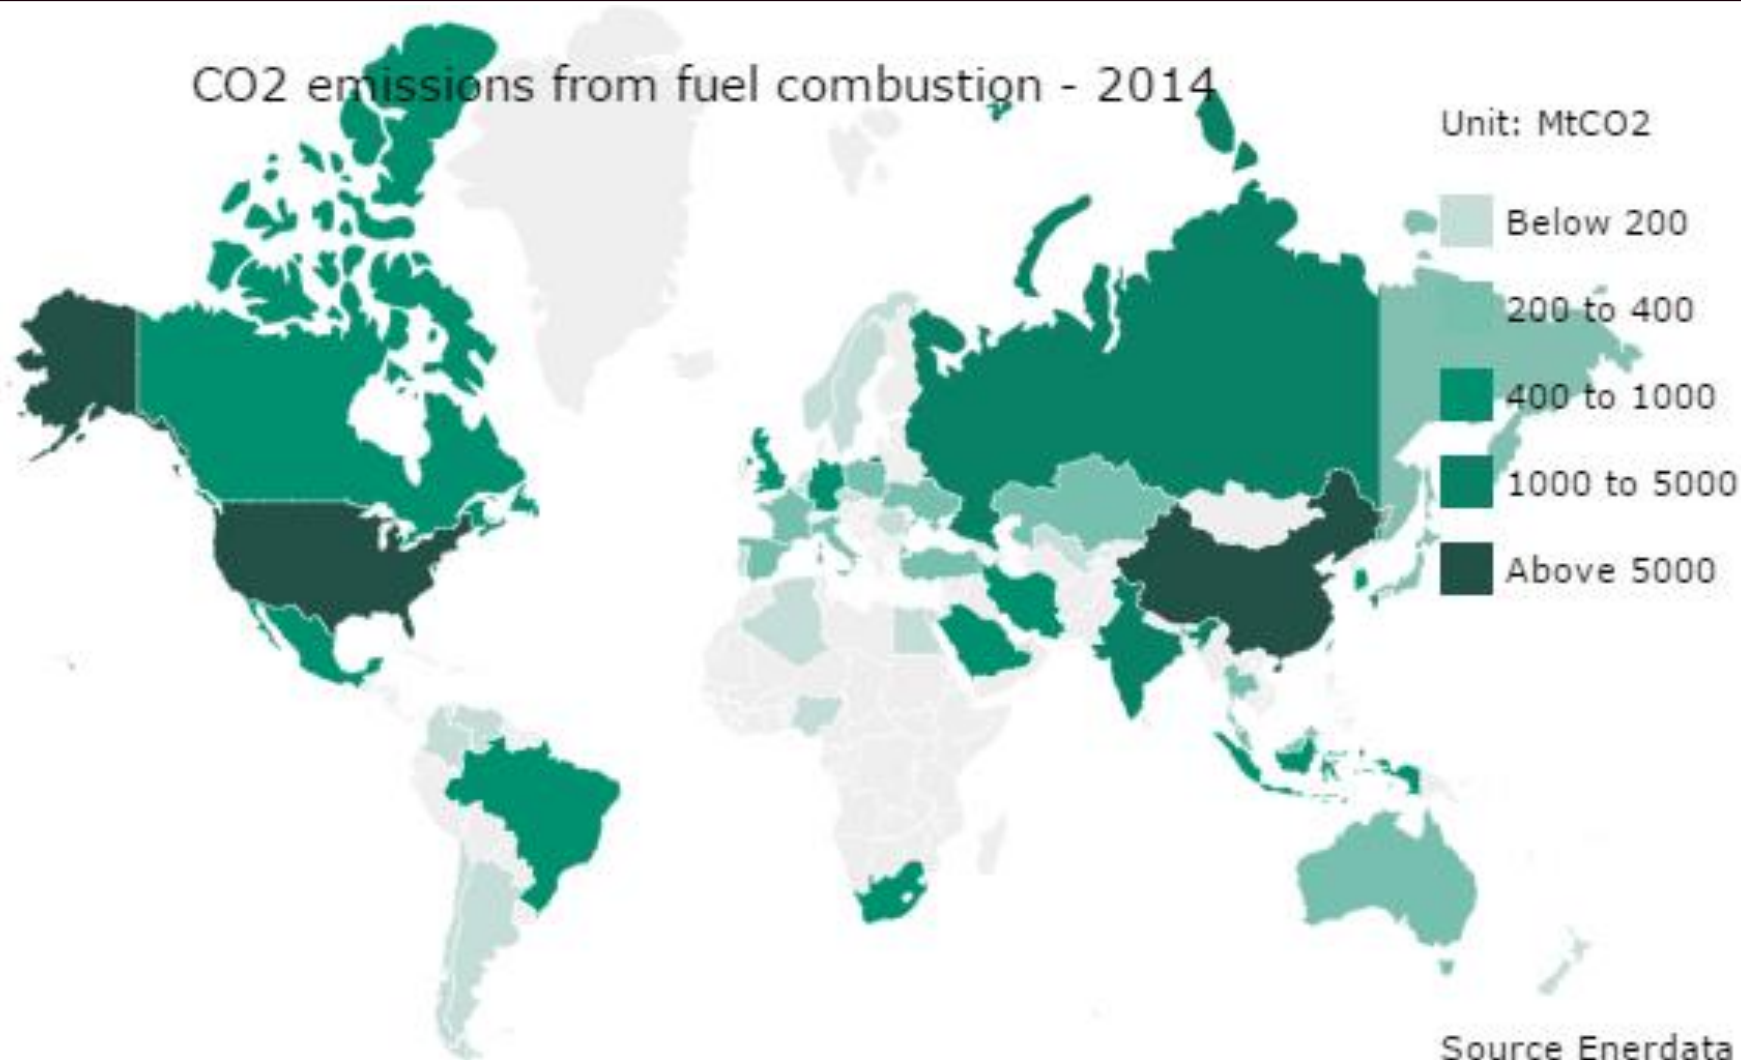 CO2 emissions from fuel combustion - 2014
Unit: MtCO2
Below 200
200 to 400
400 to 1000
1000 to 5000
Above 5000
Source Enerdata